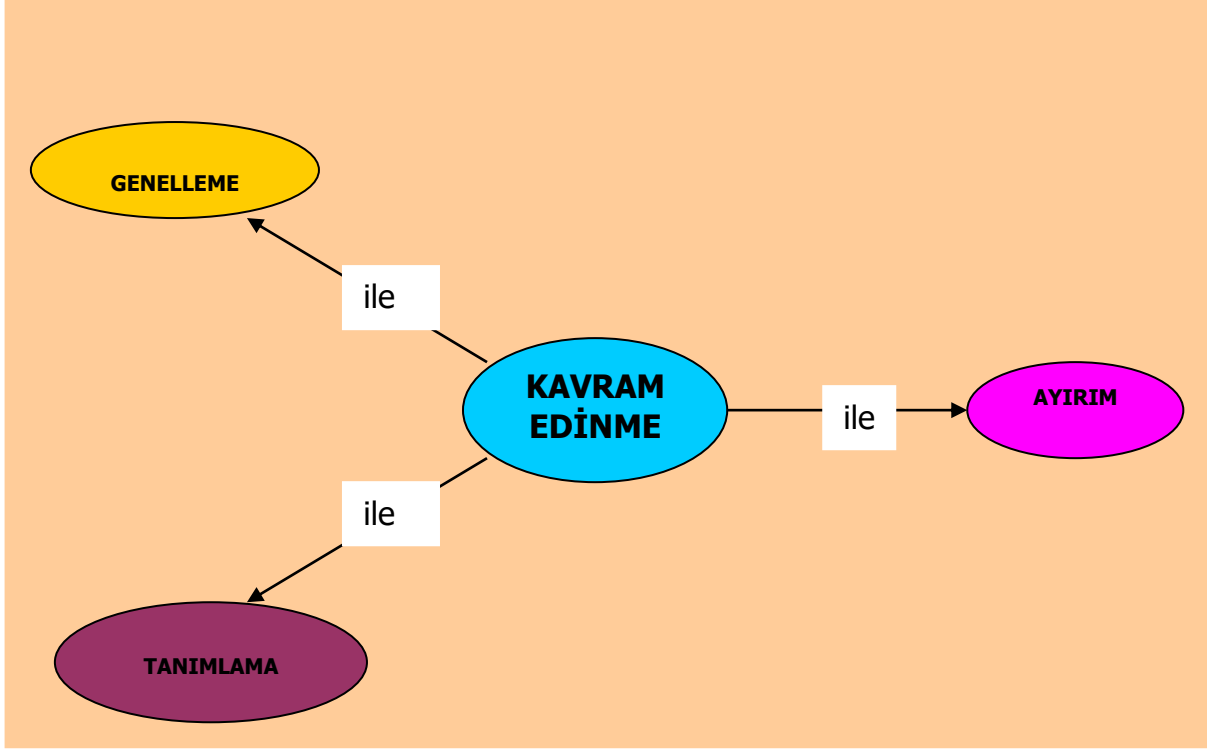 GENELLEME
ile
KAVRAM
EDİNME
ile
AYIRIM
ile
TANIMLAMA